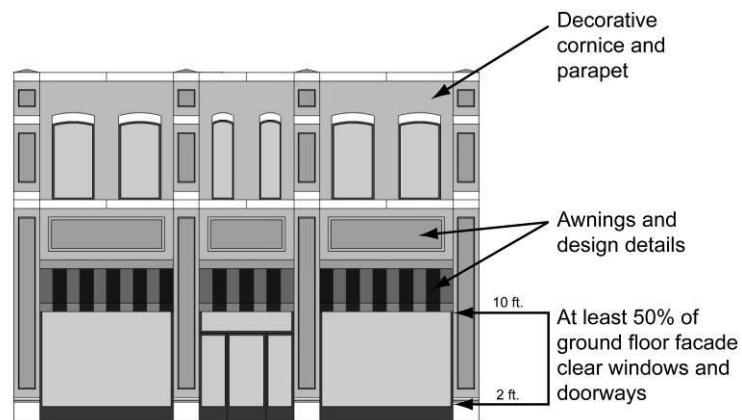 Decorative
cornice and
parapet
Awnings and
design details
10 ft.
At least 50% of
ground floor facade
clear windows and
doorways
2 ft.